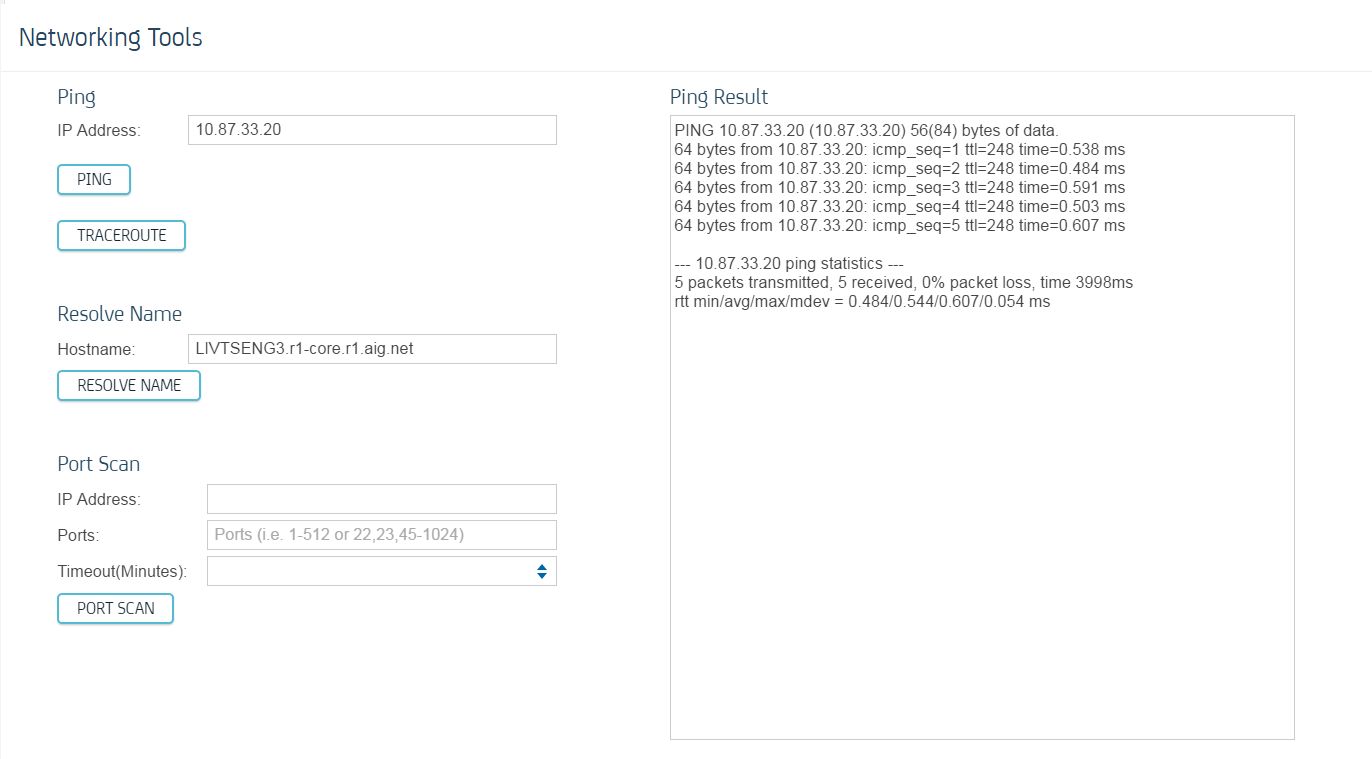 Networking Tools
Ping
IP Address: 10.87.33.20
PING
TRACEROUTE
Resolve Name
Hostname: LIVTSENG3.r1-core.r1.aig.net
RESOLVE NAME
Port Scan
IP Address:
Ports: Ports (i.e. 1-512 or 22,23,45-1024)
Timeout(Minutes):
PORT SCAN
Ping Result
PING 10.87.33.20 (10.87.33.20) 56(84) bytes of data.
64 bytes from 10.87.33.20: icmp_seq=1 ttl=248 time=0.538 ms
64 bytes from 10.87.33.20: icmp_seq=2 ttl=248 time=0.484 ms
64 bytes from 10.87.33.20: icmp_seq=3 ttl=248 time=0.591 ms
64 bytes from 10.87.33.20: icmp_seq=4 ttl=248 time=0.503 ms
64 bytes from 10.87.33.20: icmp_seq=5 ttl=248 time=0.607 ms
--- 10.87.33.20 ping statistics ---
5 packets transmitted, 5 received, 0% packet loss, time 3998ms
rtt min/avg/max/mdev = 0.484/0.544/0.607/0.054 ms